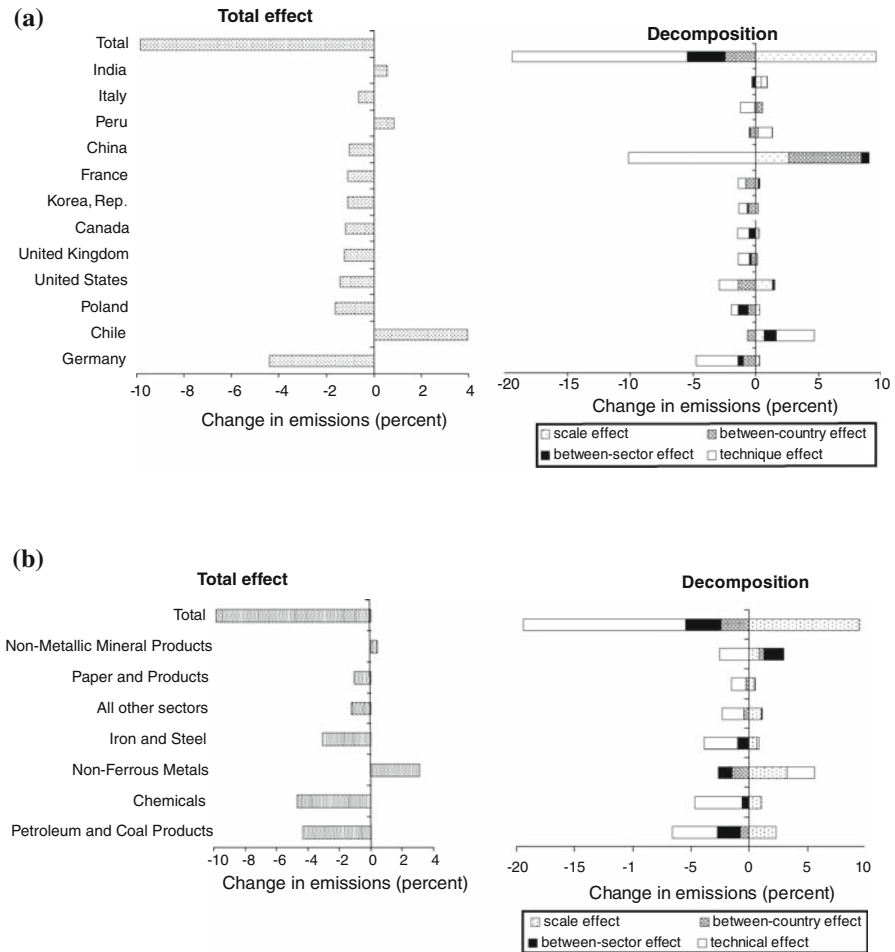 (a)
Total effect
Total
India
Italy
Peru
China
France
Korea, Rep.
Canada
United Kingdom
United States
Poland
Chile
Germany
-10 -8 -6 -4 -2 0 2 4
Change in emissions (percent)
Decomposition
-20 -15 -10 -5 0 5 10
Change in emissions (percent)
scale effect between-country effect
between-sector effect technique effect
(b)
Total effect
Total
Non-Metallic Mineral Products
Paper and Products
All other sectors
Iron and Steel
Non-Ferrous Metals
Chemicals
Petroleum and Coal Products
-10 -8 -6 -4 -2 0 2 4
Change in emissions (percent)
Decomposition
-20 -15 -10 -5 0 5 10
Change in emissions (percent)
scale effect between-country effect
between-sector effect technical effect